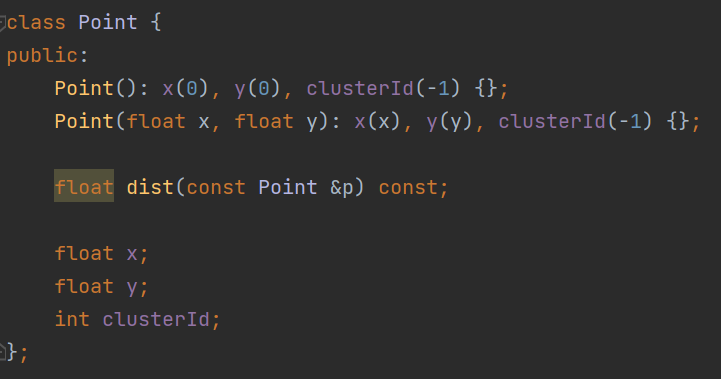 class Point {
public:
    Point(): x(0), y(0), clusterId(-1) {};
    Point(float x, float y): x(x), y(y), clusterId(-1) {};

    float dist(const Point &p) const;

    float x;
    float y;
    int clusterId;
};